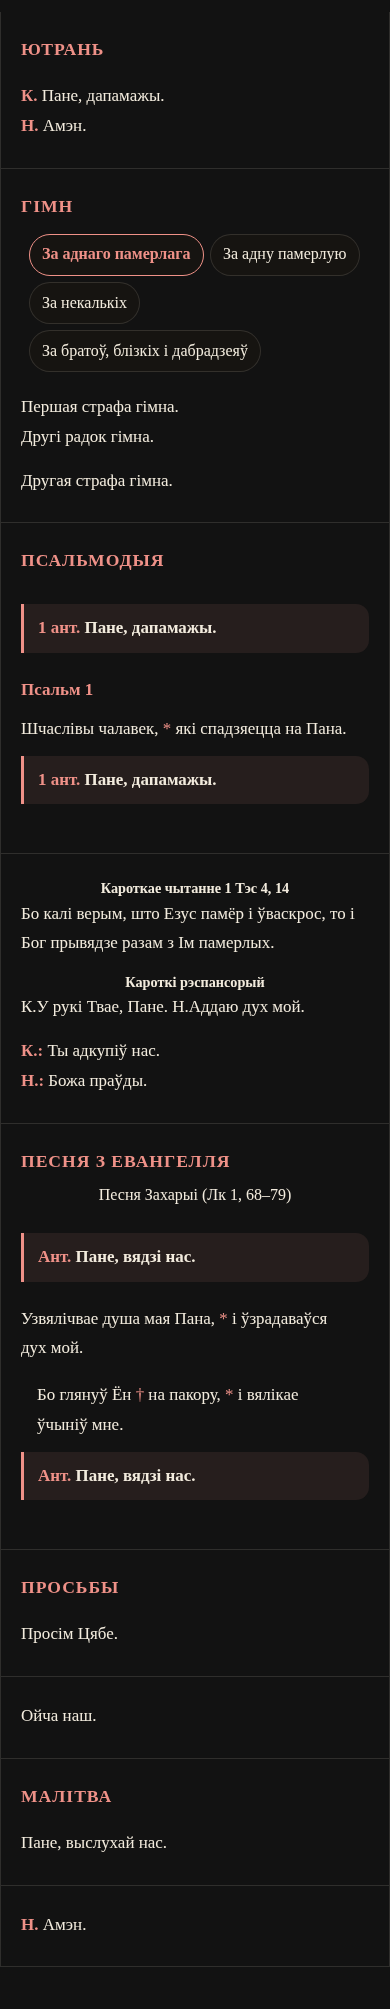 ЮТРАНЬ
К. Пане, дапамажы.
Н. Амэн.
ГІМН
За аднаго памерлага
За адну памерлую
За некалькіх
За братоў, блізкіх і дабрадзеяў
Першая страфа гімна.
Другі радок гімна.
Другая страфа гімна.
ПСАЛЬМОДЫЯ
1 ант. Пане, дапамажы.
Псальм 1
Шчаслівы чалавек, * які спадзяецца на Пана.
1 ант. Пане, дапамажы.
Кароткае чытанне 1 Тэс 4, 14
Бо калі верым, што Езус памёр і ўваскрос, то і
Бог прывядзе разам з Ім памерлых.
Кароткі рэспансорый
К.У рукі Твае, Пане. Н.Аддаю дух мой.
К.: Ты адкупіў нас.
Н.: Божа праўды.
ПЕСНЯ З ЕВАНГЕЛЛЯ
Песня Захарыі (Лк 1, 68–79)
Ант. Пане, вядзі нас.
Узвялічвае душа мая Пана, * і ўзрадаваўся
дух мой.
Бо глянуў Ён † на пакору, * і вялікае
ўчыніў мне.
Ант. Пане, вядзі нас.
ПРОСЬБЫ
Просім Цябе.
Ойча наш.
МАЛІТВА
Пане, выслухай нас.
Н. Амэн.